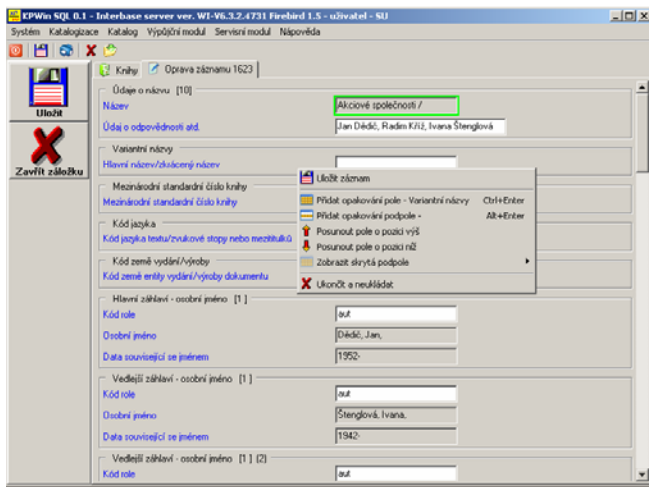 KPWin SQL 0.1 - Interbase server ver. WI-V6.3.2.4731 Firebird 1.5 - uživatel - SU
Systém Katalogizace Katalog Výpůjční modul Servisní modul Nápověda
Knihy Oprava záznamu 1623
Uložit
Zavřít záložku
Údaje o názvu [10]
Název Akciové společnosti /
Údaj o odpovědnosti atd. Jan Dědič, Radim Kříž, Ivana Štenglová
Variantní názvy
Hlavní název/zkrácený název
Mezinárodní standardní číslo knihy
Mezinárodní standardní číslo knihy
Kód jazyka
Kód jazyka textu/zvukové stopy nebo mezititulků
Kód země vydání/výroby
Kód země entity vydání/výroby dokumentu
Uložit záznam
Přidat opakování pole - Variantní názvy Ctrl+Enter
Přidat opakování podpole - Alt+Enter
Posunout pole o pozici výš
Posunout pole o pozici níž
Zobrazit skrytá podpole
Ukončit a neukládat
Hlavní záhlaví - osobní jméno [1 ]
Kód role aut
Osobní jméno Dědič, Jan,
Data související se jménem 1952-
Vedlejší záhlaví - osobní jméno [1 ]
Kód role aut
Osobní jméno Štenglová, Ivana,
Data související se jménem 1942-
Vedlejší záhlaví - osobní jméno [1 ] (2)
Kód role aut